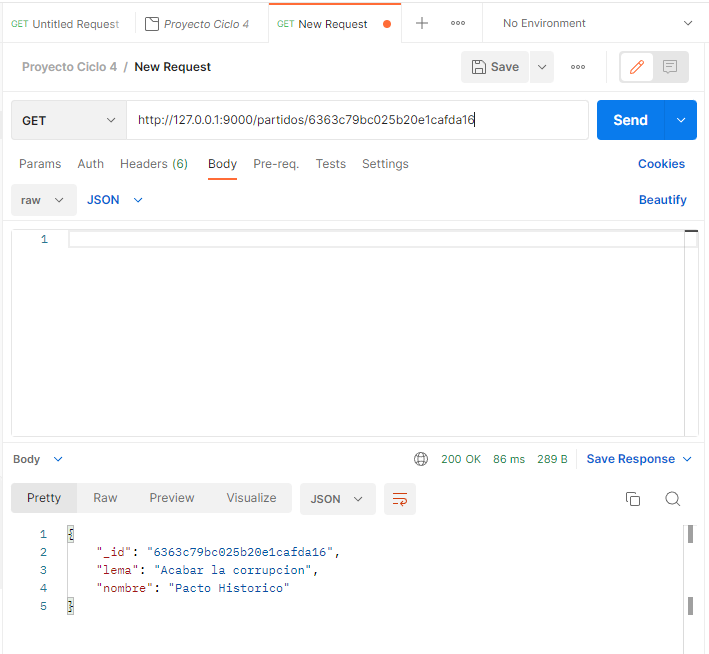 GET Untitled Request Proyecto Ciclo 4 GET New Request No Environment
Proyecto Ciclo 4 / New Request Save
GET http://127.0.0.1:9000/partidos/6363c79bc025b20e1cafda16 Send
Params Auth Headers (6) Body Pre-req. Tests Settings Cookies
raw JSON Beautify
1
Body 200 OK 86 ms 289 B Save Response
Pretty Raw Preview Visualize JSON
1 {
2 "_id": "6363c79bc025b20e1cafda16",
3 "lema": "Acabar la corrupcion",
4 "nombre": "Pacto Historico"
5 }